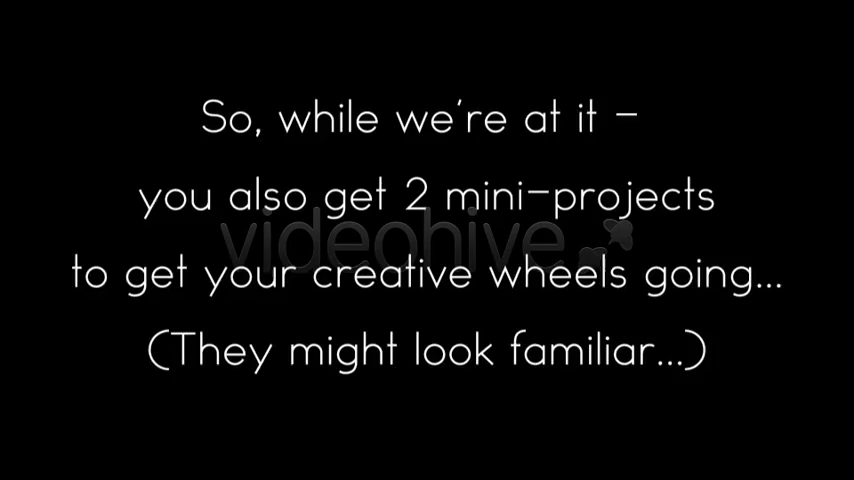 So, while we're at it -
you also get 2 mini-projects
videohive
to get your creative wheels going...
(They might look familiar...)